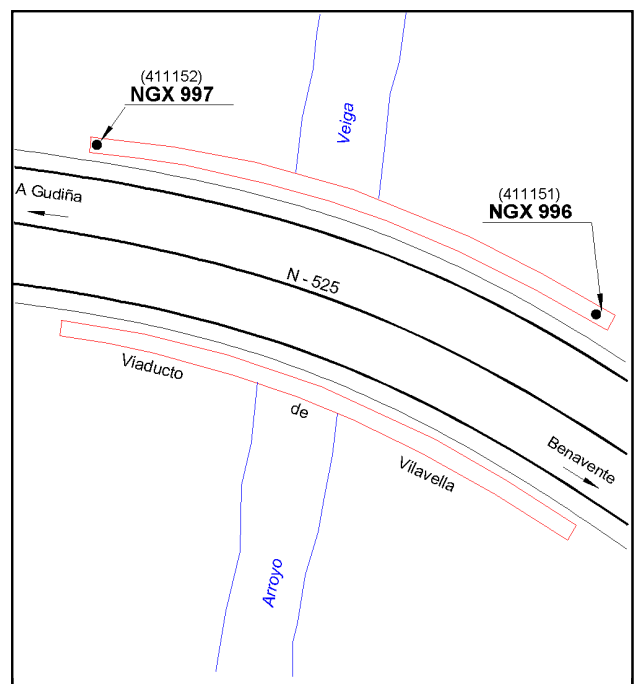 (411152)
NGX 997
Veiga
A Gudiña
(411151)
NGX 996
N - 525
Viaducto
de
Vilavella
Benavente
Arroyo